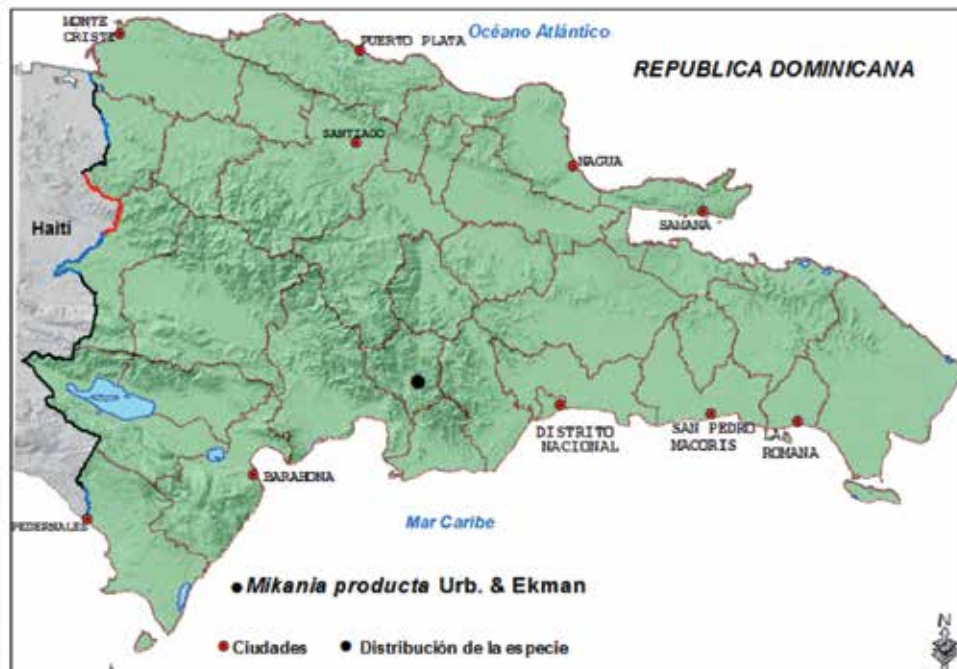 MONTE
CRISTI
PUERTO PLATA
Océano Atlántico
REPUBLICA DOMINICANA
SANTIAGO
NAGUA
SAMANA
Haití
DISTRITO
NACIONAL
SAN PEDRO
MACORIS
LA
ROMANA
BARAHONA
PEDERNALES
Mar Caribe
Mikania producta Urb. & Ekman
Ciudades
Distribución de la especie
N